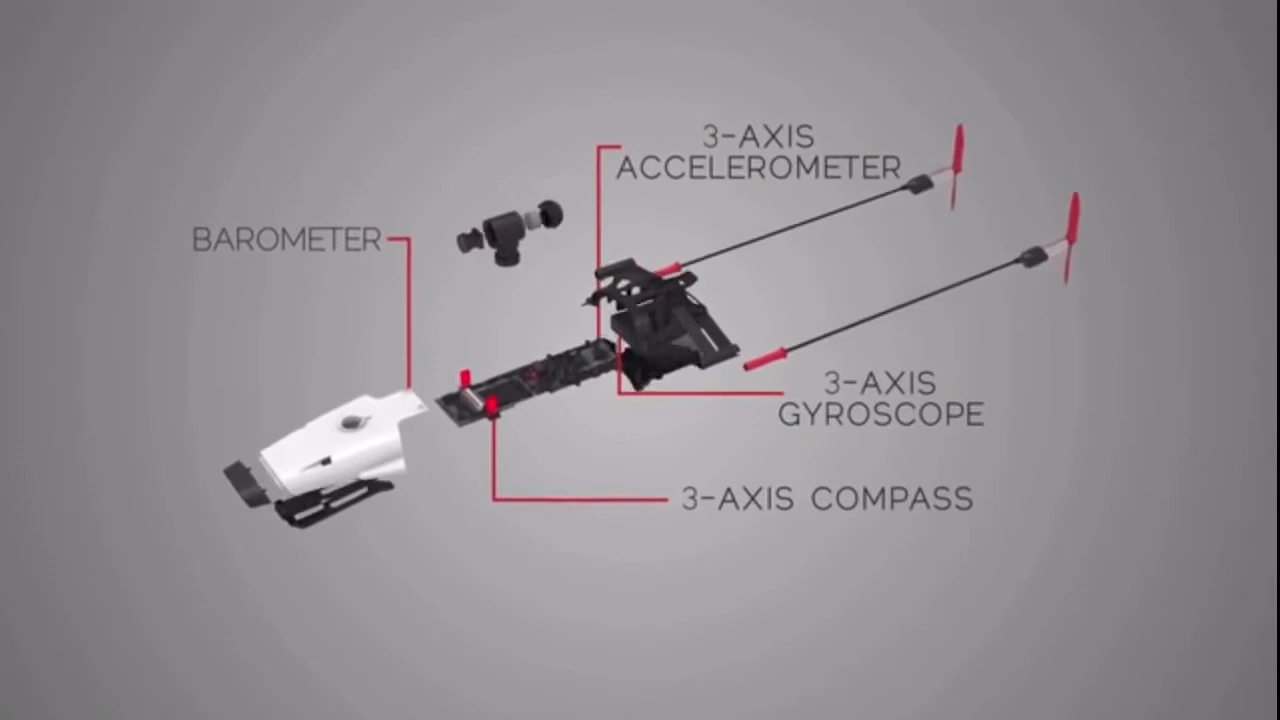 3-AXIS
ACCELEROMETER
BAROMETER
3-AXIS
GYROSCOPE
3-AXIS COMPASS